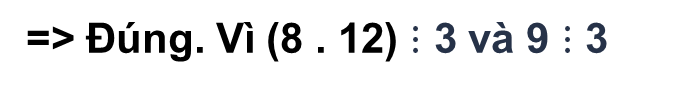 => Đúng. Vì (8 . 12) ⋮ 3 và 9 ⋮ 3